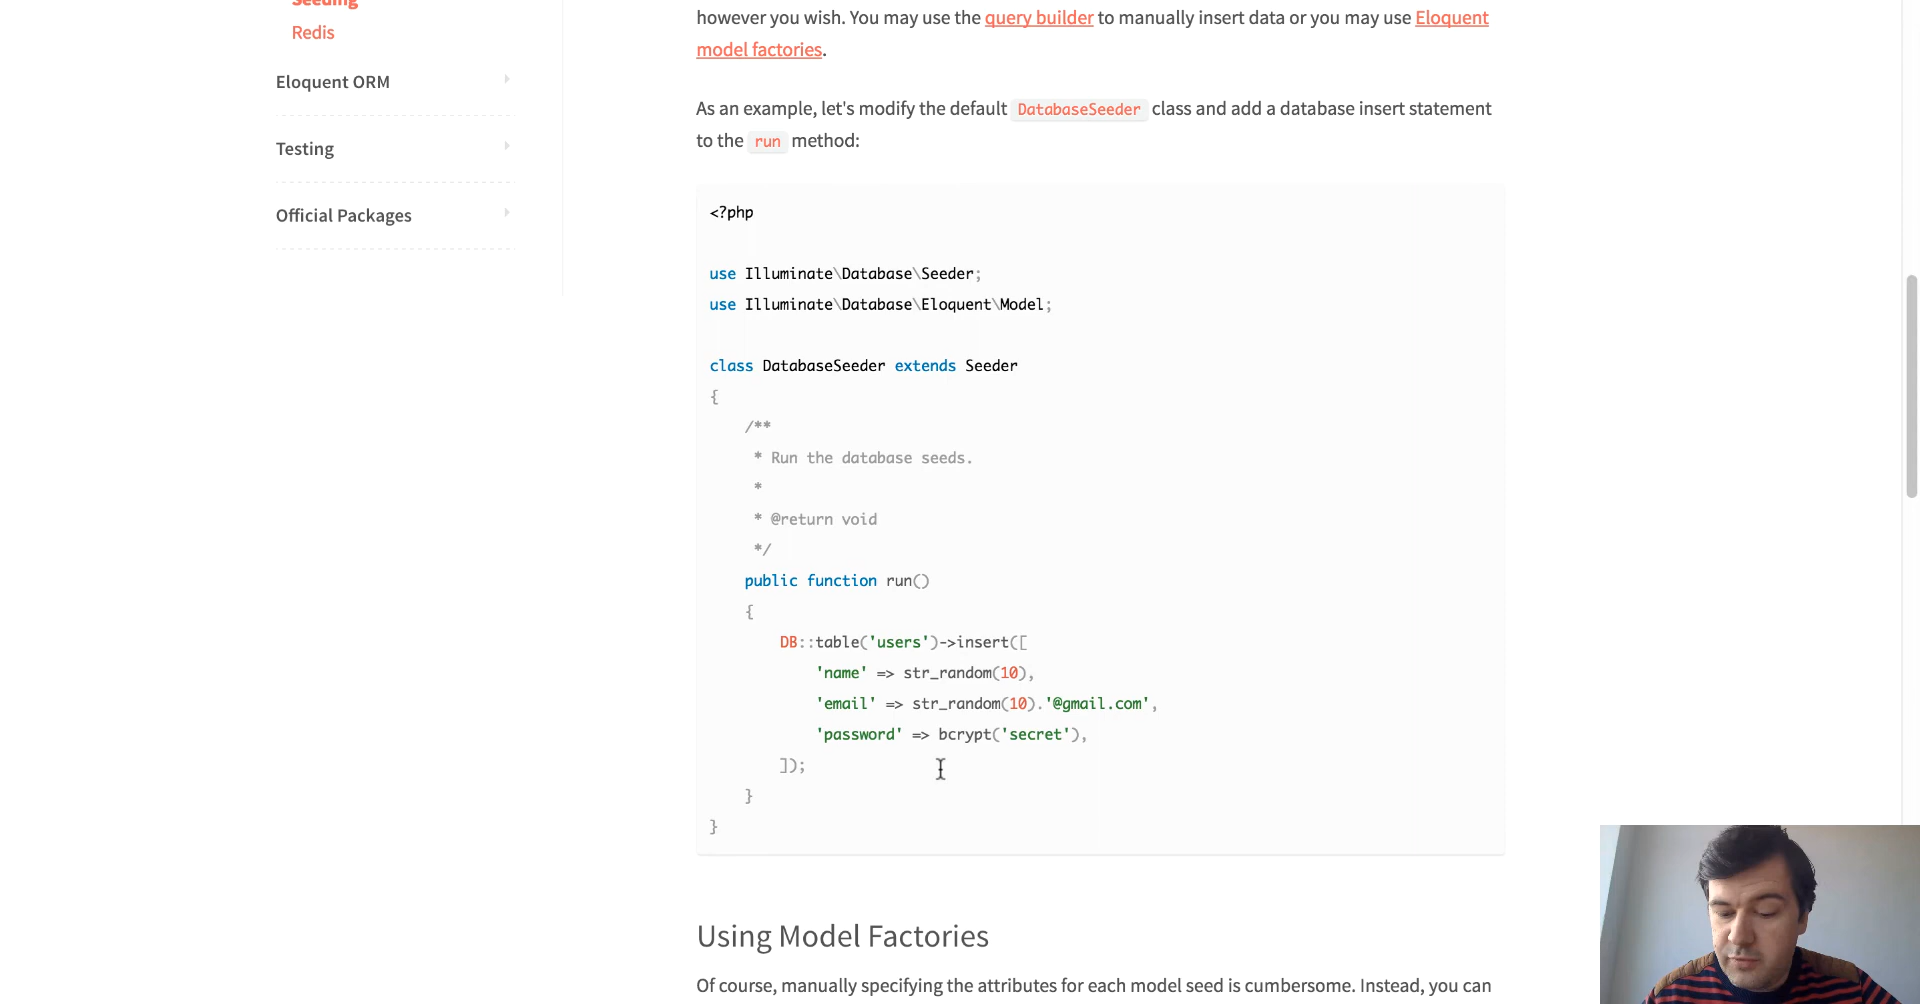 Seeding
Redis
Eloquent ORM
Testing
Official Packages
however you wish. You may use the query builder to manually insert data or you may use Eloquent
model factories.
As an example, let's modify the default DatabaseSeeder class and add a database insert statement
to the run method:
<?php
use Illuminate\Database\Seeder;
use Illuminate\Database\Eloquent\Model;
class DatabaseSeeder extends Seeder
{
/**
* Run the database seeds.
*
* @return void
*/
public function run()
{
DB::table('users')->insert([
'name' => str_random(10),
'email' => str_random(10).'@gmail.com',
'password' => bcrypt('secret'),
]);
}
}
Using Model Factories
Of course, manually specifying the attributes for each model seed is cumbersome. Instead, you can